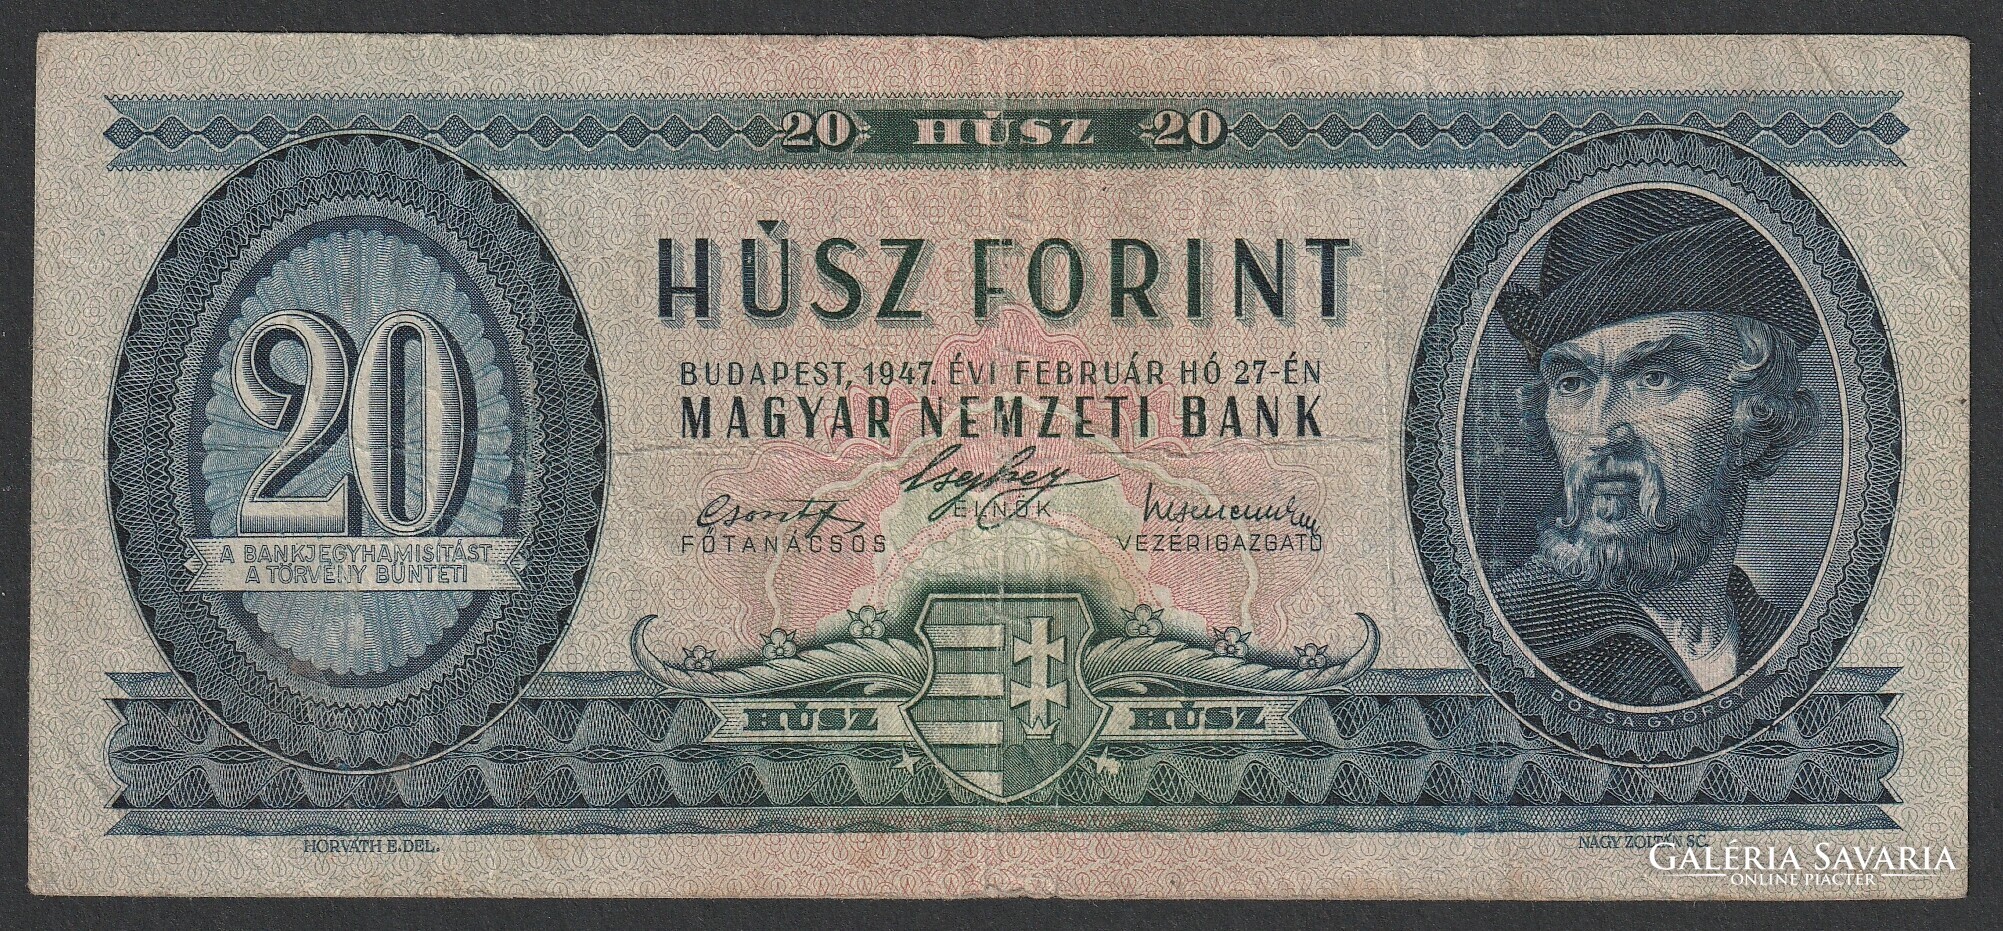 20 HÚSZ 20
HÚSZ FORINT
BUDAPEST, 1947. ÉVI FEBRUÁR HÓ 27-ÉN
MAGYAR NEMZETI BANK
ELNÖK
FŐTANÁCSOS
VEZÉRIGAZGATÓ
20
A BANKJEGYHAMISÍTÁST
A TÖRVÉNY BÜNTETI
HÚSZ HÚSZ
DÓZSA GYÖRGY
HORVÁTH E. DEL.
NAGY ZOLTÁN SC.
GALÉRIA SAVARIA
ONLINE PIACTÉR